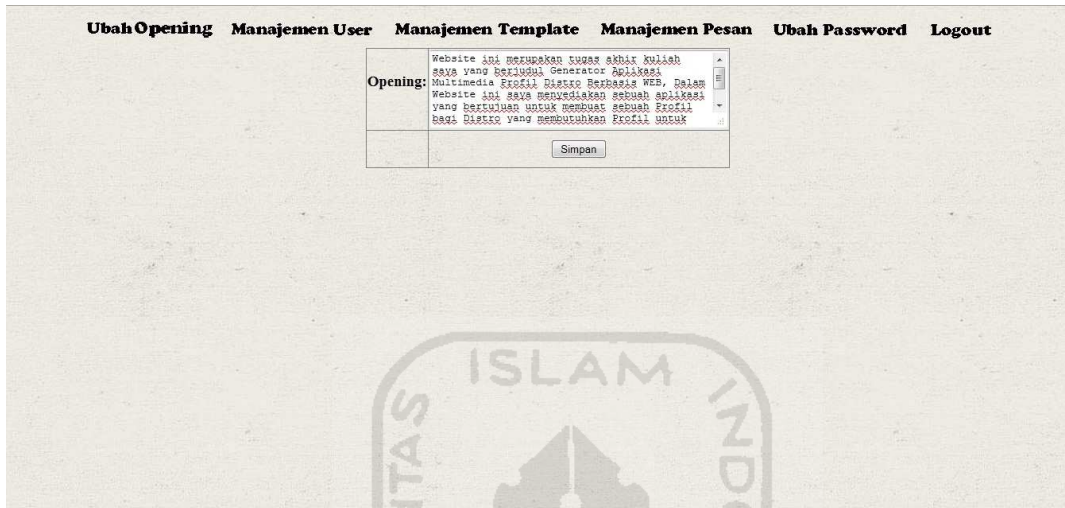 Ubah Opening Manajemen User Manajemen Template Manajemen Pesan Ubah Password Logout
Opening:
Website ini merupakan tugas akhir kuliah
saya yang berjudul Generator Aplikasi
Multimedia Profil Distro Berbasis WEB, Dalam
Website ini saya menyediakan sebuah aplikasi
yang bertujuan untuk membuat sebuah Profil
bagi Distro yang membutuhkan Profil untuk
Simpan
ITAS ISLAM INDO